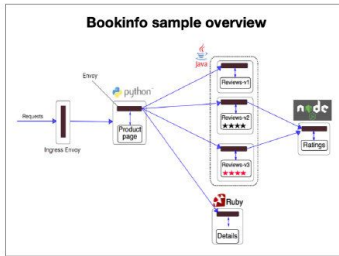 Bookinfo sample overview
Java
Envoy
python
Reviews-v1
Requests
Reviews-v2
node
Product
page
Ingress Envoy
Ratings
Reviews-v3
Ruby
Details